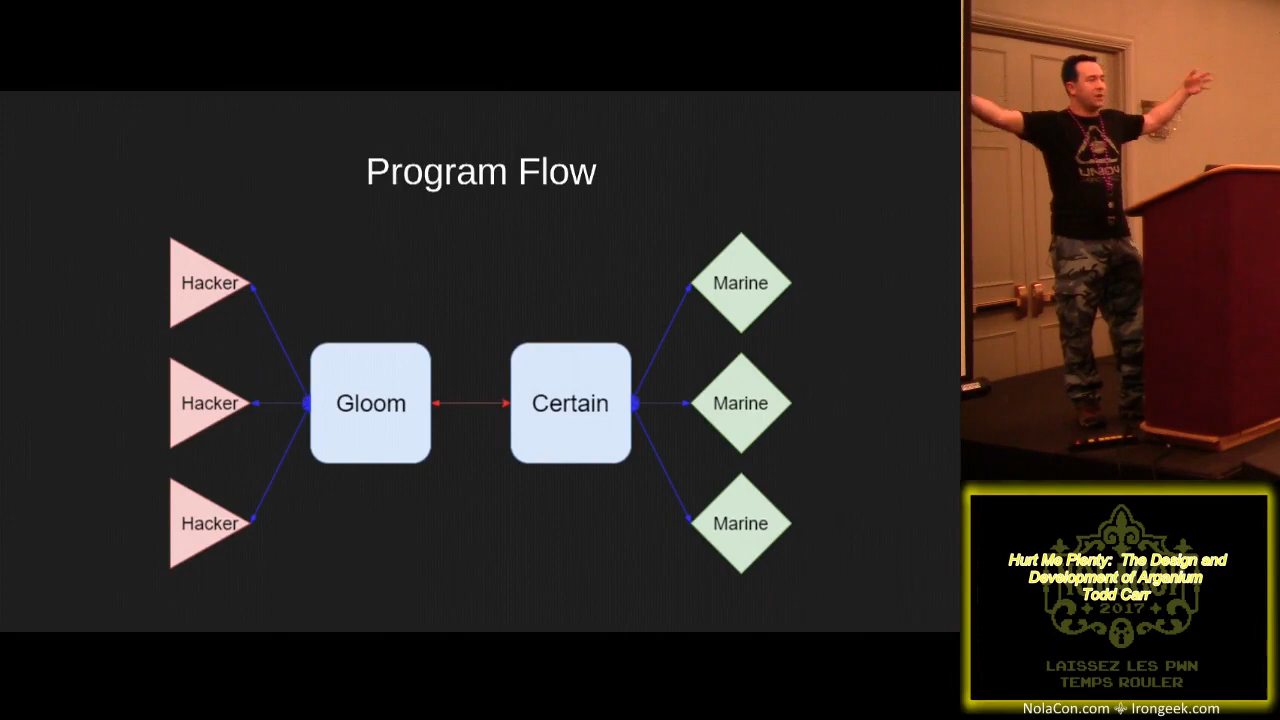 Program Flow
Hacker
Marine
Hacker
Gloom
Certain
Marine
Hacker
Marine
Hurt Me Plenty: The Design and
Development of Arganium
Todd Carr
2017
LAISSEZ LES PWN
TEMPS ROULER
NolaCon.com ⚜ Irongeek.com